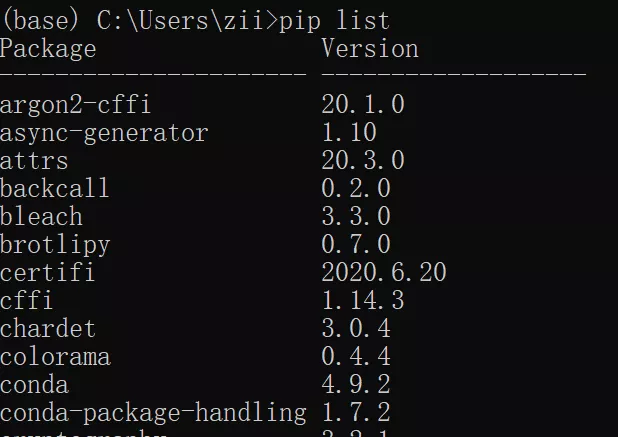 (base) C:\Users\zii>pip list
Package Version
---------------------- -------------------
argon2-cffi 20.1.0
async-generator 1.10
attrs 20.3.0
backcall 0.2.0
bleach 3.3.0
brotlipy 0.7.0
certifi 2020.6.20
cffi 1.14.3
chardet 3.0.4
colorama 0.4.4
conda 4.9.2
conda-package-handling 1.7.2